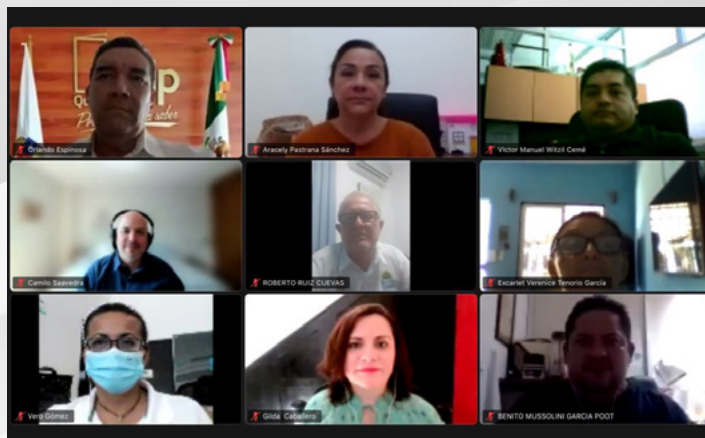 Orlando Espinosa
Aracely Pastrana Sánchez
Victor Manuel Witzil Cemé
Camilo Saavedra
ROBERTO RUIZ CUEVAS
Escarlet Verenice Tenorio García
Vero Gómez
Gilda Caballero
BENITO MUSSOLINI GARCIA POOT